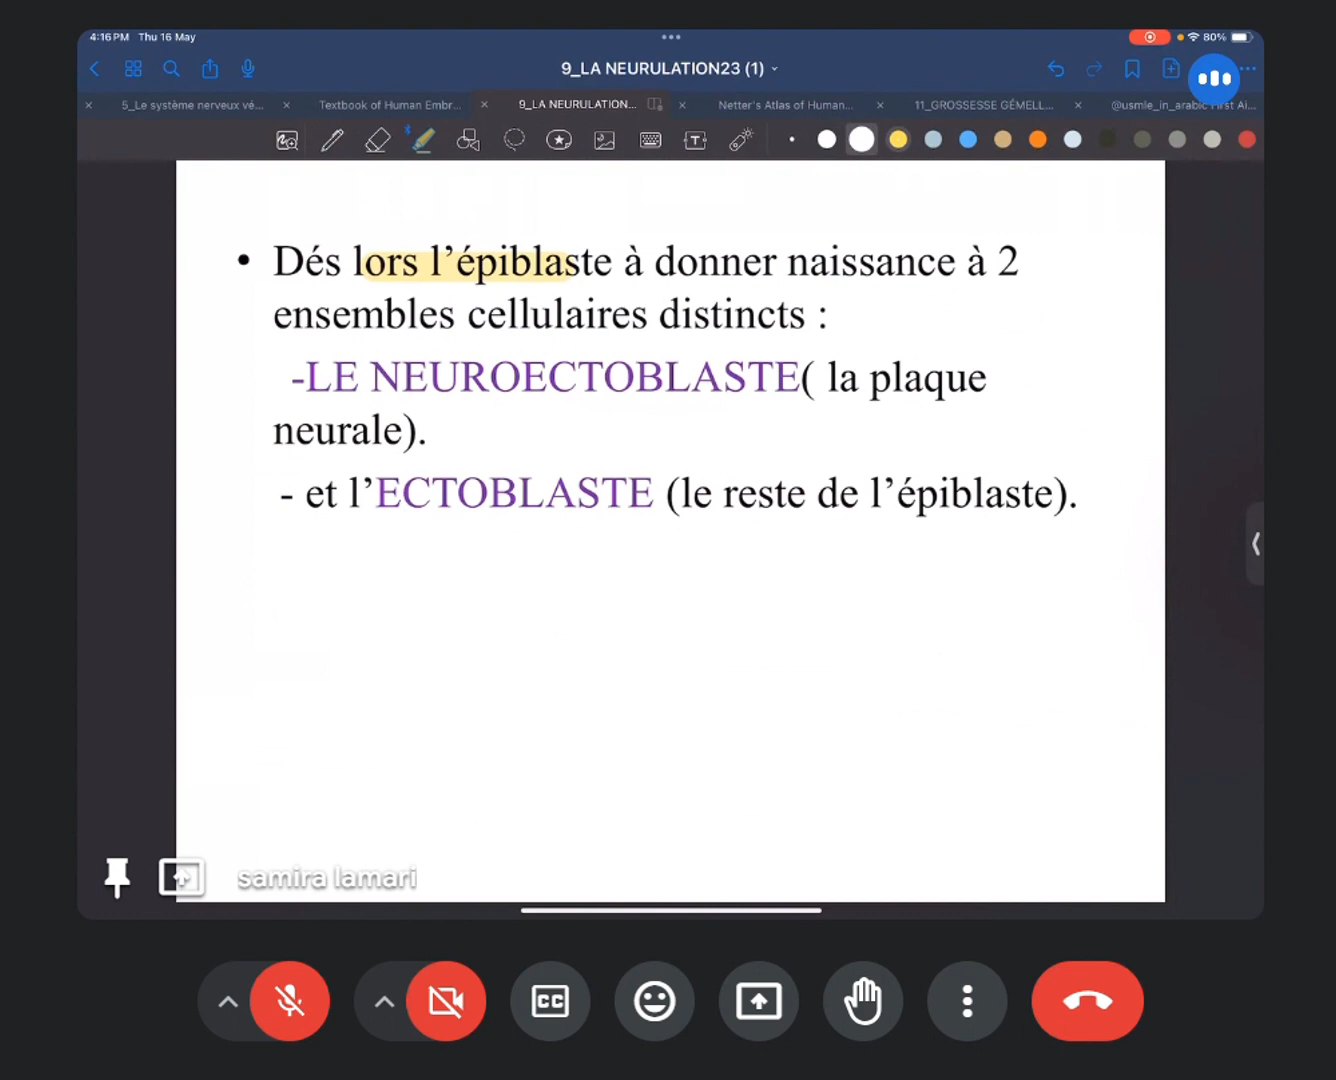 4:16 PM Thu 16 May
80%
9_LA NEURULATION23 (1)
5_Le système nerveux vé...
Textbook of Human Embr...
9_LA NEURULATION...
Netter's Atlas of Human...
11_GROSSESSE GÉMELL...
@usmle_in_arabic First Ai...
• Dés lors l’épiblaste à donner naissance à 2
ensembles cellulaires distincts :
-LE NEUROECTOBLASTE( la plaque
neurale).
- et l’ECTOBLASTE (le reste de l’épiblaste).
samira lamari
CC